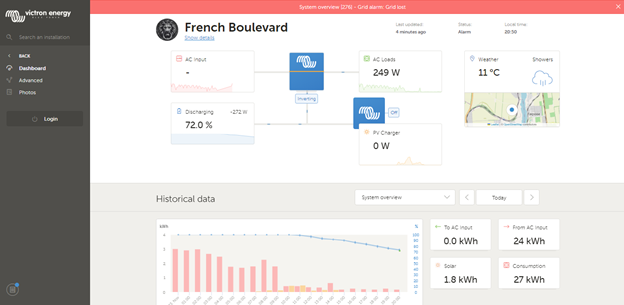 System overview [276] - Grid alarm: Grid lost
victron energy
BLUE POWER
Search an installation
BACK
Dashboard
Advanced
Photos
Login
French Boulevard
Show details
Last updated:
4 minutes ago
Status:
Alarm
Local time:
20:50
AC Input
-
AC Loads
249 W
Weather
Showers
11 °C
Inverting
Discharging
-272 W
72.0 %
Off
PV Charger
0 W
Historical data
System overview
Today
kWh
%
4
3
2
1
0
100
90
80
70
60
50
40
30
20
10
0
To AC Input
0.0 kWh
From AC Input
24 kWh
Solar
1.8 kWh
Consumption
27 kWh